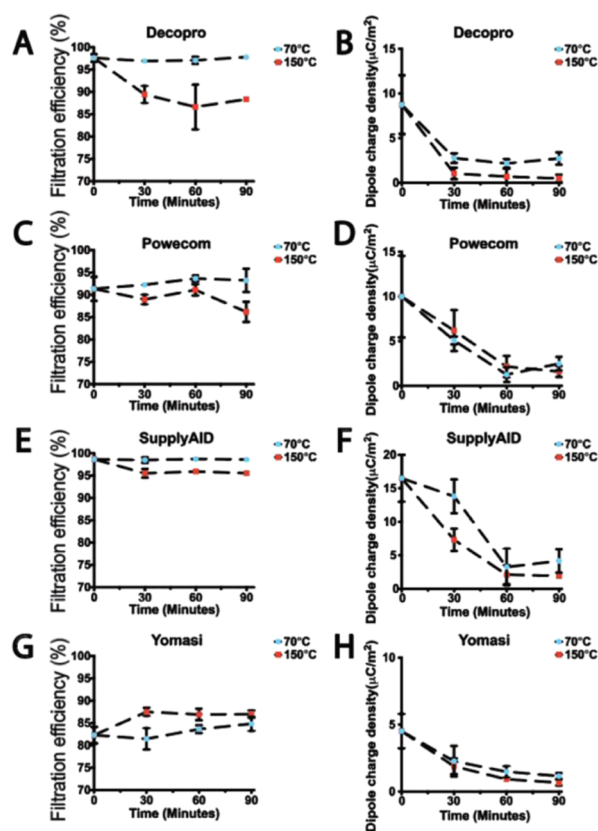 A
Decopro
70°C
150°C
Filtration efficiency (%)
100
95
90
85
80
70
0 30 60 90
Time (Minutes)
B
Decopro
70°C
150°C
Dipole charge density(μC/m²)
15
10
5
0
0 30 60 90
Time (Minutes)
C
Powecom
70°C
150°C
Filtration efficiency (%)
100
95
90
85
80
70
0 30 60 90
Time (Minutes)
D
Powecom
70°C
150°C
Dipole charge density(μC/m²)
15
10
5
0
0 30 60 90
Time (Minutes)
E
SupplyAID
70°C
150°C
Filtration efficiency (%)
100
95
90
85
80
70
0 30 60 90
Time (Minutes)
F
SupplyAID
70°C
150°C
Dipole charge density(μC/m²)
20
15
10
5
0
0 30 60 90
Time (Minutes)
G
Yomasi
70°C
150°C
Filtration efficiency (%)
100
95
90
85
80
70
0 30 60 90
Time (Minutes)
H
Yomasi
70°C
150°C
Dipole charge density(μC/m²)
10
5
0
0 30 60 90
Time (Minutes)